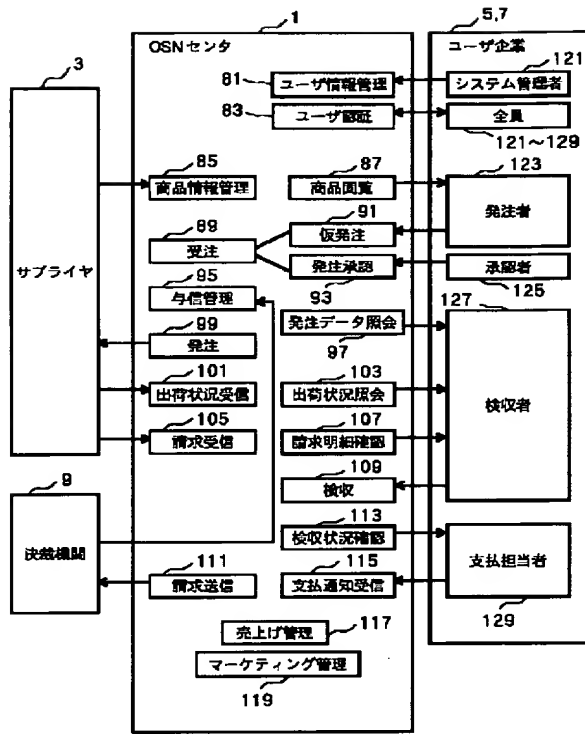 1
OSNセンタ
5,7
ユーザ企業
3
サプライヤ
81
ユーザ情報管理
121
システム管理者
83
ユーザ認証
全員
121〜129
85
商品情報管理
87
商品閲覧
123
発注者
89
受注
91
仮発注
93
発注承認
承認者
125
95
与信管理
127
検収者
99
発注
発注データ照会
97
101
出荷状況受信
103
出荷状況照会
105
請求受信
107
請求明細確認
109
検収
9
決裁機関
113
検収状況確認
111
請求送信
115
支払通知受信
支払担当者
129
売上げ管理
117
マーケティング管理
119